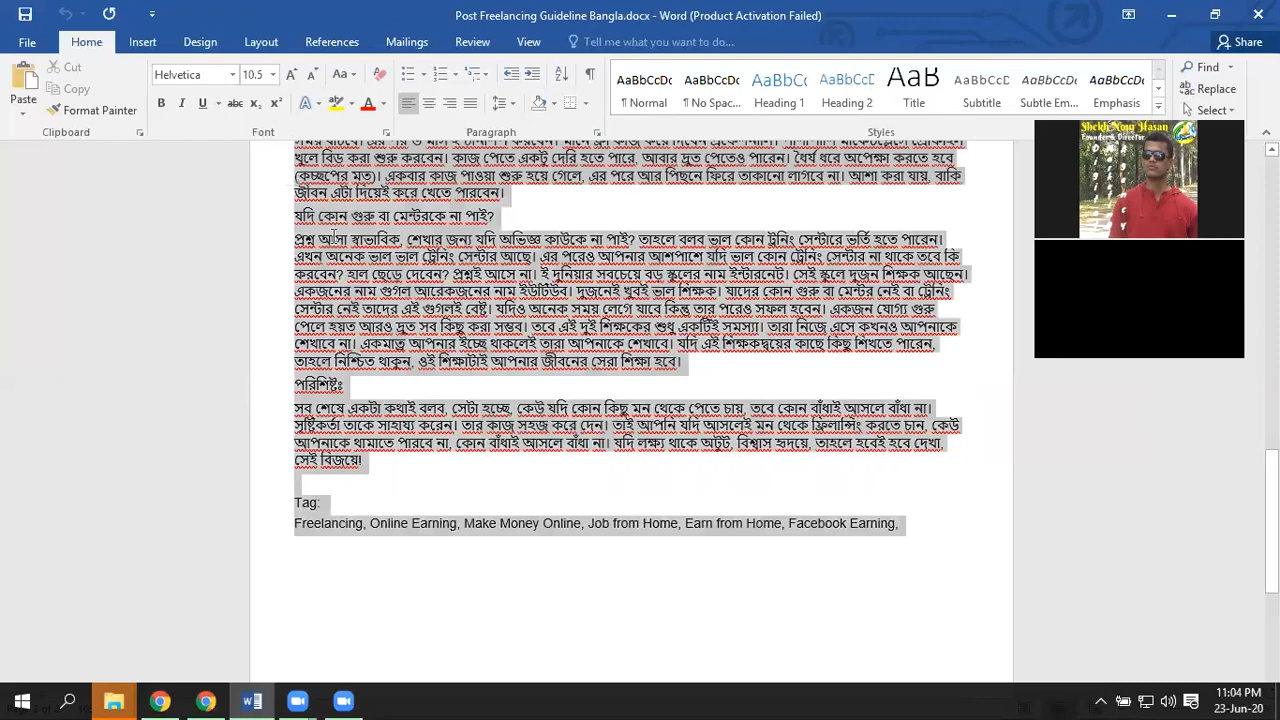 Post Freelancing Guideline Bangla.docx - Word (Product Activation Failed)
File Home Insert Design Layout References Mailings Review View Tell me what you want to do... Share
Paste Cut Copy Format Painter
Helvetica 10.5
Find Replace Select
AaBbCcDc AaBbCcDc AaBbCc AaBbCcC AaB AaBbCcD AaBbCcDc AaBbCcDc
¶ Normal ¶ No Spac... Heading 1 Heading 2 Title Subtitle Subtle Em... Emphasis
Clipboard Font Paragraph Styles
Founder & Director
খুলে বিড করা শুরু করবেন। কাজ পেতে একটু দেরি হতে পারে, আবার দ্রুত পেতেও পারেন। ধৈর্য ধরে অপেক্ষা করতে হবে
(কচ্ছপের মত)। একবার কাজ পাওয়া শুরু হয়ে গেলে, এর পরে আর পিছনে ফিরে তাকানো লাগবে না। আশা করা যায়, বাকি
জীবন এটা দিয়েই করে খেতে পারবেন।
যদি কোন গুরু বা মেন্টরকে না পাই?
প্রশ্ন আসা স্বাভাবিক, শেখার জন্য যদি অভিজ্ঞ কাউকে না পাই? তাহলে বলব ভাল কোন ট্রনিং সেন্টারে ভর্তি হতে পারেন।
এখন অনেক ভাল ভাল ট্রেনিং সেন্টার আছে। এর পরেও আপনার আশপাশে যদি ভাল কোন ট্রেনিং সেন্টার না থাকে তবে কি
করবেন? হাল ছেড়ে দেবেন? প্রশ্নই আসে না। ই দুনিয়ার সবচেয়ে বড় স্কুলের নাম ইন্টারনেট। সেই স্কুলে দুজন শিক্ষক আছেন।
একজনের নাম গুগল আরেকজনের নাম ইউটিউব। দুজনেই খুবই ভাল শিক্ষক। যাদের কোন গুরু বা মেন্টর নেই বা ট্রেনিং
সেন্টার নেই তাদের এই গুগলই বেষ্ট। যদিও অনেক সময় লেগে যাবে কিন্তু তার পরেও সফল হবেন। একজন যোগ্য গুরু
পেলে হয়ত আরও দ্রুত সব কিছু করা সম্ভব। তবে এই দুই শিক্ষকের শুধু একটিই সমস্যা। তারা নিজে এসে কখনও আপনাকে
শেখাবে না। একমাত্র আপনার ইচ্ছে থাকলেই তারা আপনাকে শেখাবে। যদি এই শিক্ষকদ্বয়ের কাছে কিছু শিখতে পারেন,
তাহলে নিশ্চিত থাকুন, ওই শিক্ষাটাই আপনার জীবনের সেরা শিক্ষা হবে।
পরিশিষ্টঃ
সব শেষে একটা কথাই বলব, সেটা হচ্ছে, কেউ যদি কোন কিছু মন থেকে পেতে চায়, তবে কোন বাঁধাই আসলে বাঁধা না।
সৃষ্টিকর্তা তাকে সাহায্য করেন। তার কাজ সহজ করে দেন। তাই আপনি যদি আসলেই মন থেকে ফ্রিলান্সিং করতে চান, কেউ
আপনাকে থামাতে পারবে না, কোন বাঁধাই আসলে বাঁধা না। যদি লক্ষ্য থাকে অটুট, বিশ্বাস হৃদয়ে, তাহলে হবেই হবে দেখা,
সেই বিজয়ে!
Tag:
Freelancing, Online Earning, Make Money Online, Job from Home, Earn from Home, Facebook Earning,
11:04 PM
23-Jun-20